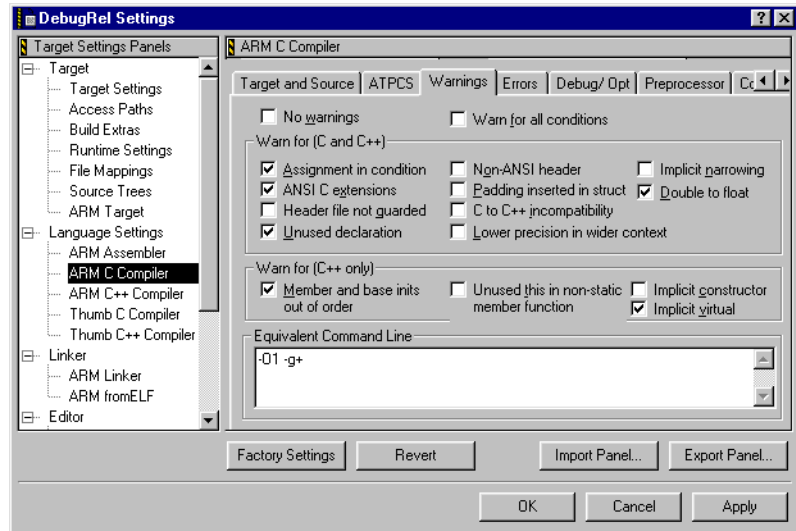 DebugRel Settings
Target Settings Panels
Target
Target Settings
Access Paths
Build Extras
Runtime Settings
File Mappings
Source Trees
ARM Target
Language Settings
ARM Assembler
ARM C Compiler
ARM C++ Compiler
Thumb C Compiler
Thumb C++ Compiler
Linker
ARM Linker
ARM fromELF
Editor
ARM C Compiler
Target and Source ATPCS Warnings Errors Debug/ Opt Preprocessor
No warnings Warn for all conditions
Warn for (C and C++)
Assignment in condition Non-ANSI header Implicit narrowing
ANSI C extensions Padding inserted in struct Double to float
Header file not guarded C to C++ incompatibility
Unused declaration Lower precision in wider context
Warn for (C++ only)
Member and base inits Unused this in non-static Implicit constructor
out of order member function Implicit virtual
Equivalent Command Line
-O1 -g+
Factory Settings Revert Import Panel... Export Panel...
OK Cancel Apply